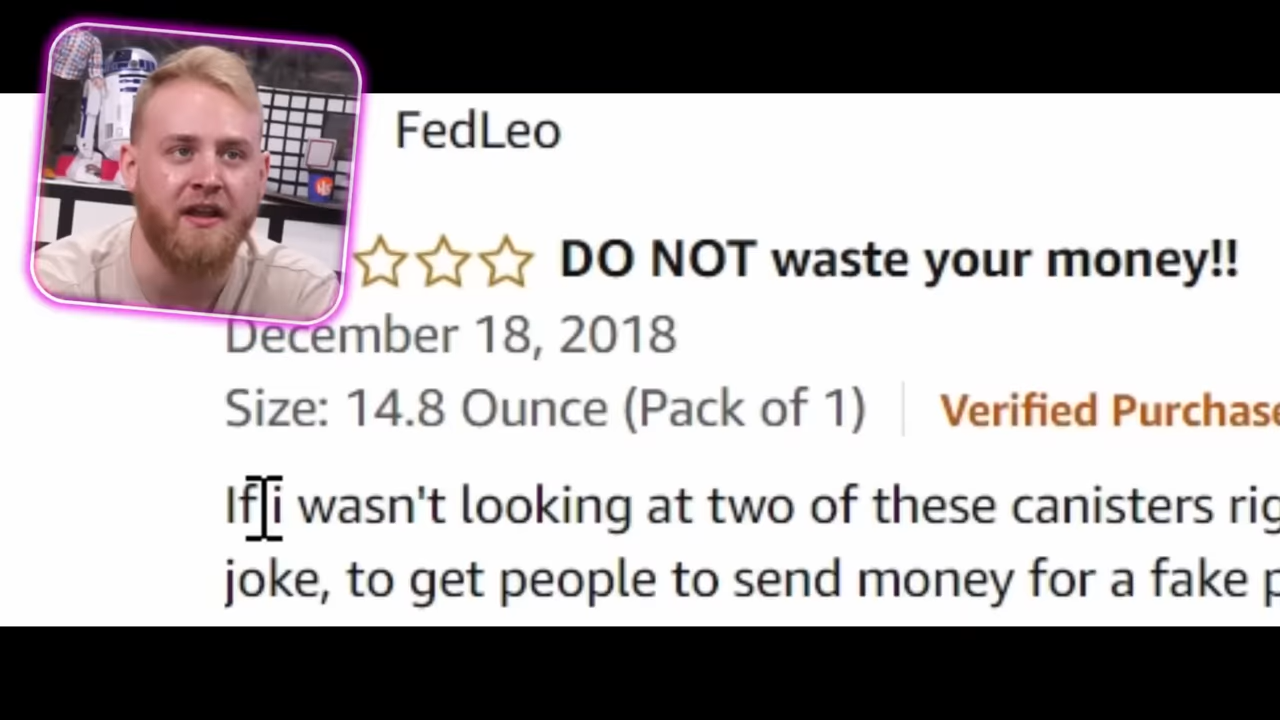 FedLeo
DO NOT waste your money!!
December 18, 2018
Size: 14.8 Ounce (Pack of 1)
Verified Purchase
If i wasn't looking at two of these canisters
joke, to get people to send money for a fake